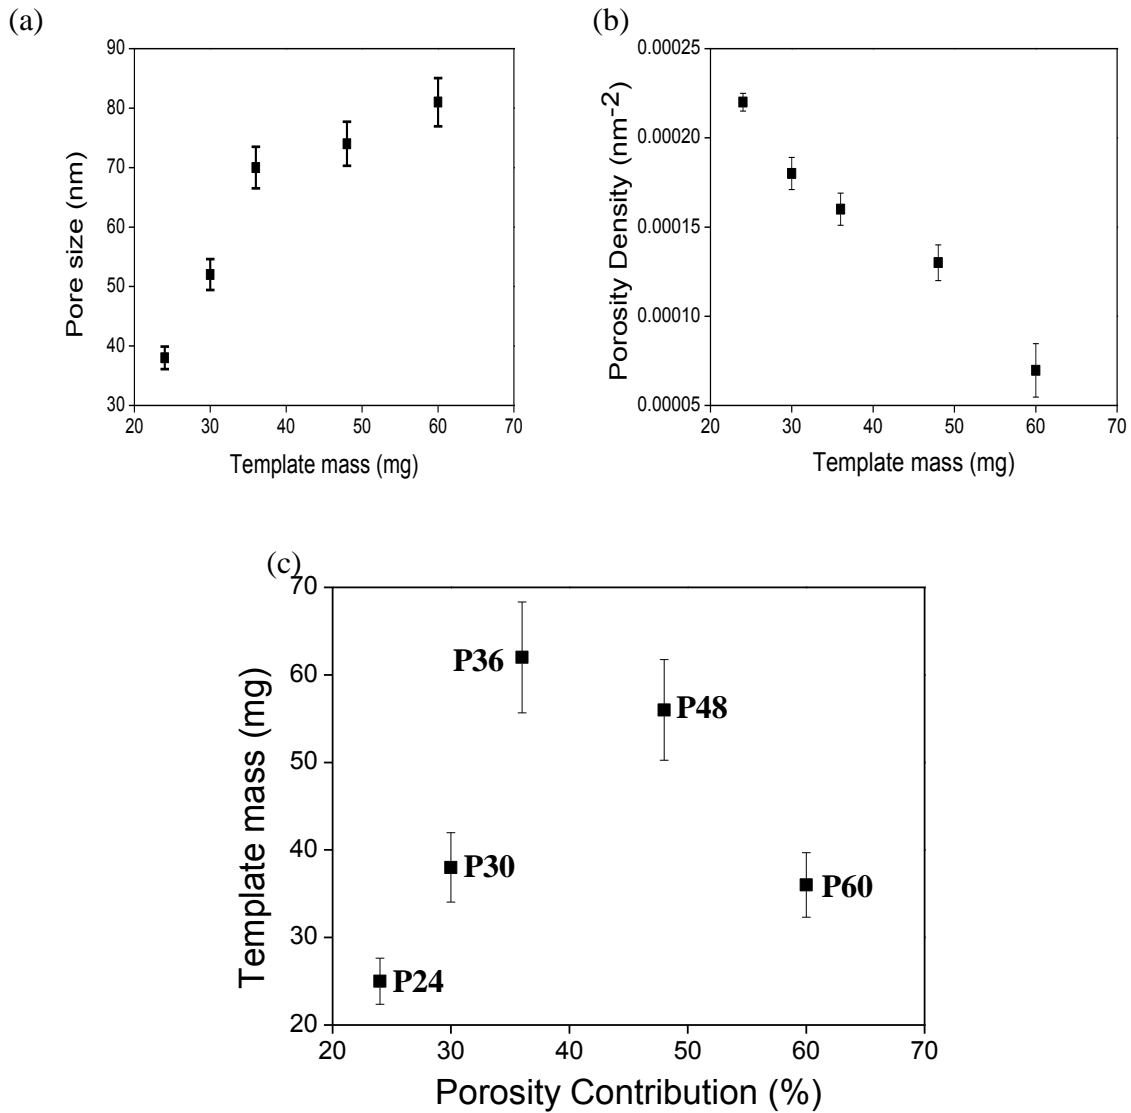 (a)
90
80
70
60
50
40
30
20 30 40 50 60 70
Pore size (nm)
Template mass (mg)
(b)
0.00025
0.00020
0.00015
0.00010
0.00005
20 30 40 50 60 70
Porosity Density (nm-2)
Template mass (mg)
(c)
70
60
50
40
30
20
20 30 40 50 60 70
Template mass (mg)
Porosity Contribution (%)
P36
P48
P30
P60
P24